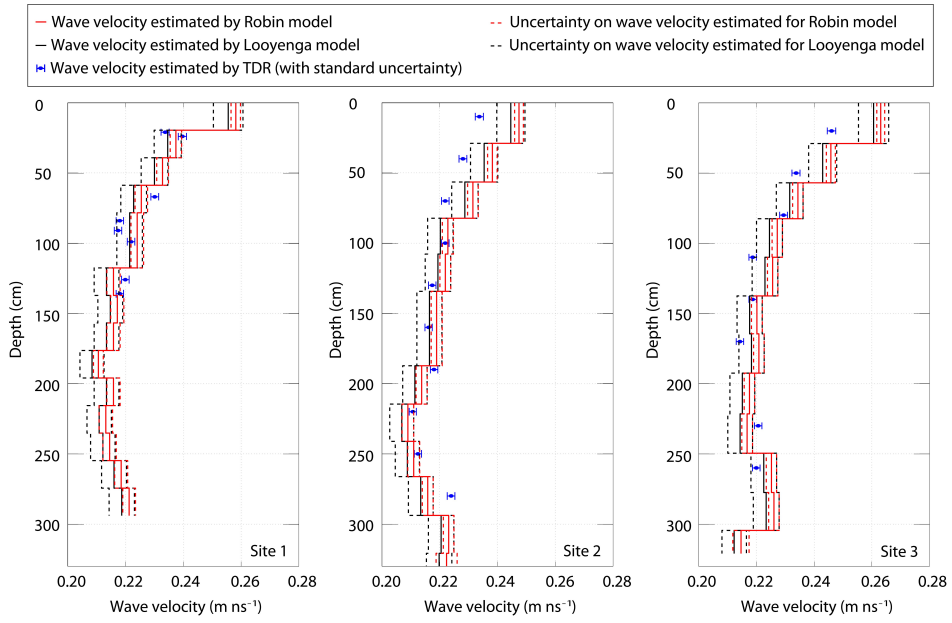 Wave velocity estimated by Robin model
Uncertainty on wave velocity estimated for Robin model
Wave velocity estimated by Looyenga model
Uncertainty on wave velocity estimated for Looyenga model
Wave velocity estimated by TDR (with standard uncertainty)
0
50
100
150
200
250
300
Depth (cm)
Site 1
0.20
0.22
0.24
0.26
0.28
Wave velocity (m ns⁻¹)
0
50
100
150
200
250
300
Depth (cm)
Site 2
0.20
0.22
0.24
0.26
0.28
Wave velocity (m ns⁻¹)
0
50
100
150
200
250
300
Depth (cm)
Site 3
0.20
0.22
0.24
0.26
0.28
Wave velocity (m ns⁻¹)